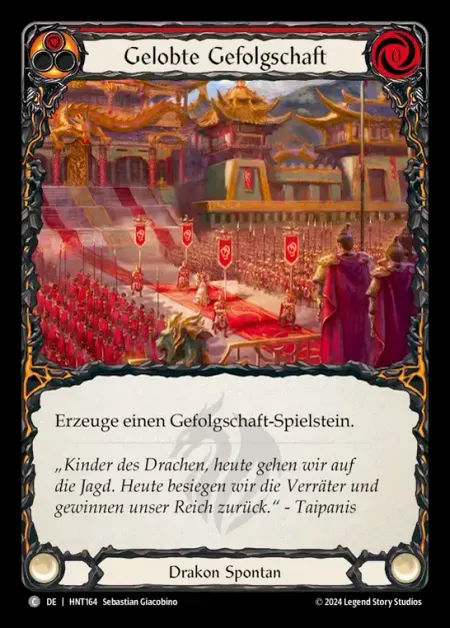 Gelobte Gefolgschaft
0
Erzeuge einen Gefolgschaft-Spielstein.
„Kinder des Drachen, heute gehen wir auf
die Jagd. Heute besiegen wir die Verräter und
gewinnen unser Reich zurück.“ - Taipanis
Drakon Spontan
C DE | HNT164 Sebastian Giacobino
© 2024 Legend Story Studios